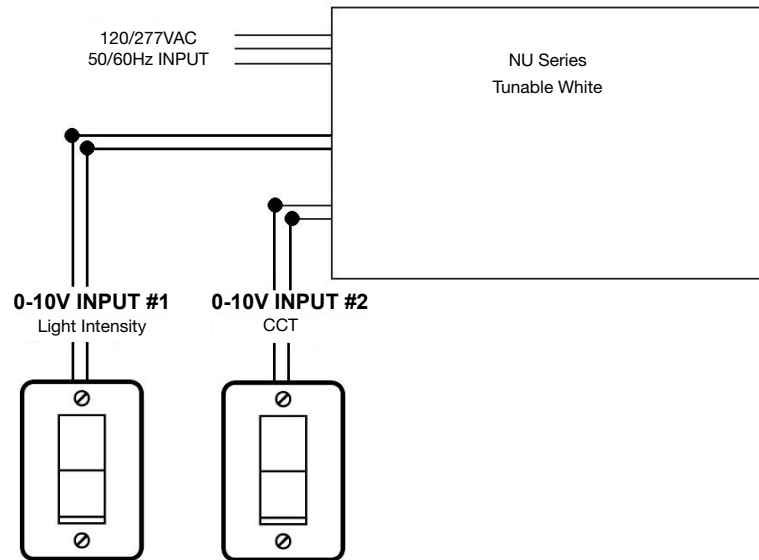 120/277VAC
50/60Hz INPUT
NU Series
Tunable White
0-10V INPUT #1
Light Intensity
0-10V INPUT #2
CCT